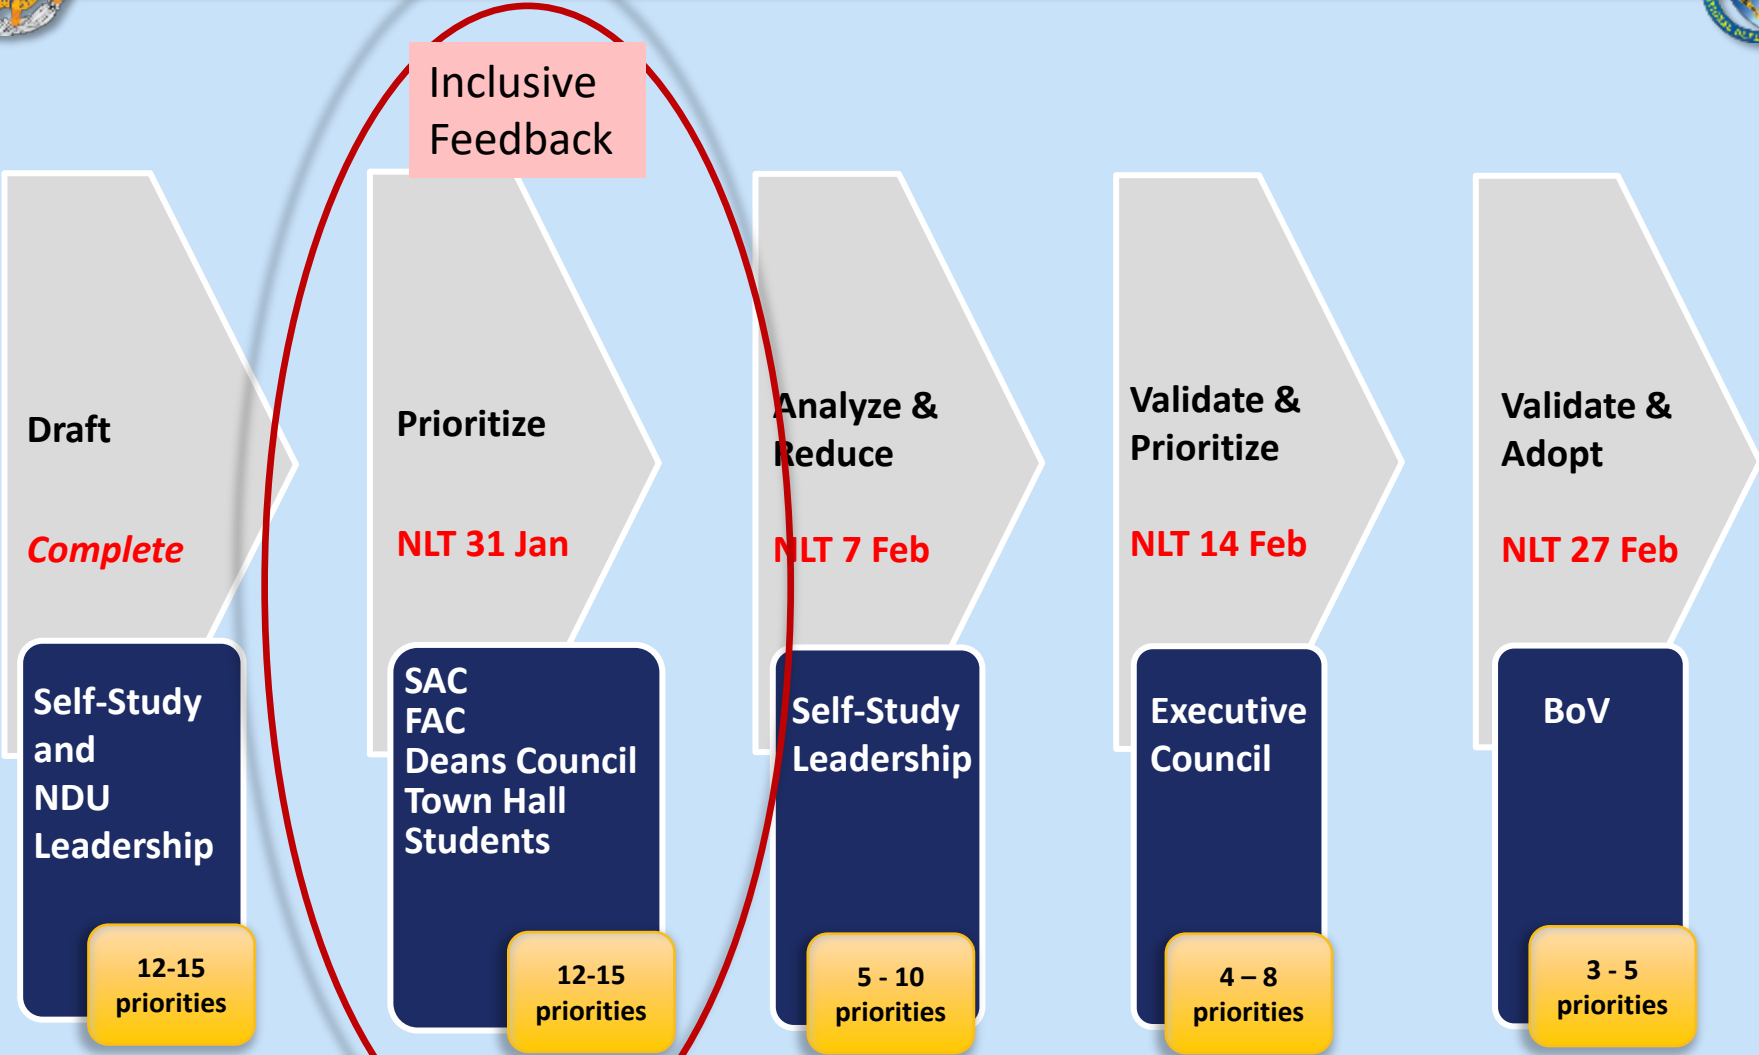 Inclusive
Feedback
Draft
Complete
Self-Study
and
NDU
Leadership
12-15
priorities
Prioritize
NLT 31 Jan
SAC
FAC
Deans Council
Town Hall
Students
12-15
priorities
Analyze &
Reduce
NLT 7 Feb
Self-Study
Leadership
5 - 10
priorities
Validate &
Prioritize
NLT 14 Feb
Executive
Council
4 – 8
priorities
Validate &
Adopt
NLT 27 Feb
BoV
3 - 5
priorities